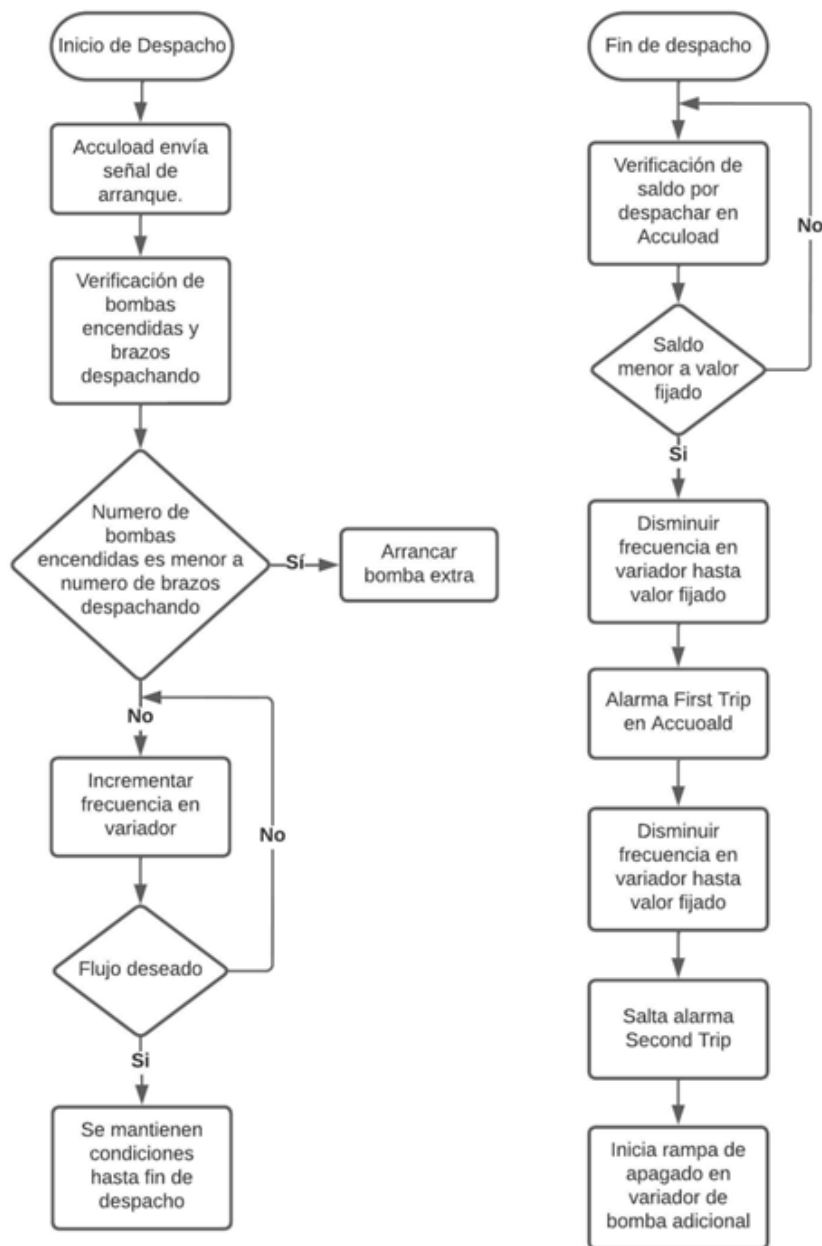 Inicio de Despacho
Accuload envía
señal de
arranque.
Verificación de
bombas
encendidas y
brazos
despachando
Numero de
bombas
encendidas es menor a
numero de brazos
despachando
Sí
Arrancar
bomba extra
No
Incrementar
frecuencia en
variador
No
Flujo deseado
Si
Se mantienen
condiciones
hasta fin de
despacho
Fin de despacho
Verificación de
saldo por
despachar en
Accuload
No
Saldo
menor a valor
fijado
Si
Disminuir
frecuencia en
variador hasta
valor fijado
Alarma First Trip
en Accuoald
Disminuir
frecuencia en
variador hasta
valor fijado
Salta alarma
Second Trip
Inicia rampa de
apagado en
variador de
bomba adicional